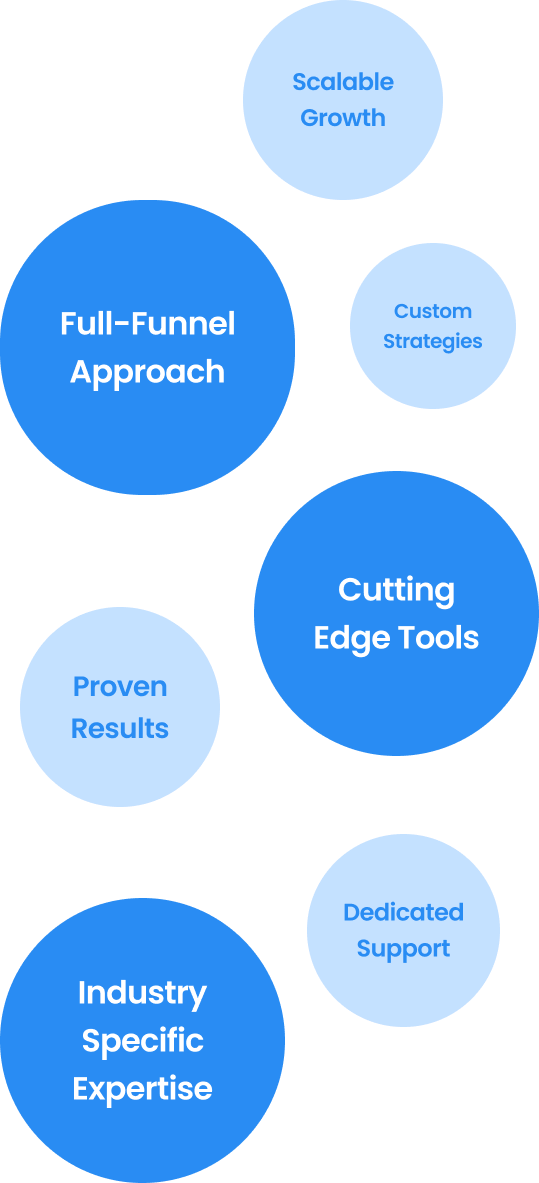 Scalable
Growth
Full-Funnel
Approach
Custom
Strategies
Cutting
Edge Tools
Proven
Results
Dedicated
Support
Industry
Specific
Expertise